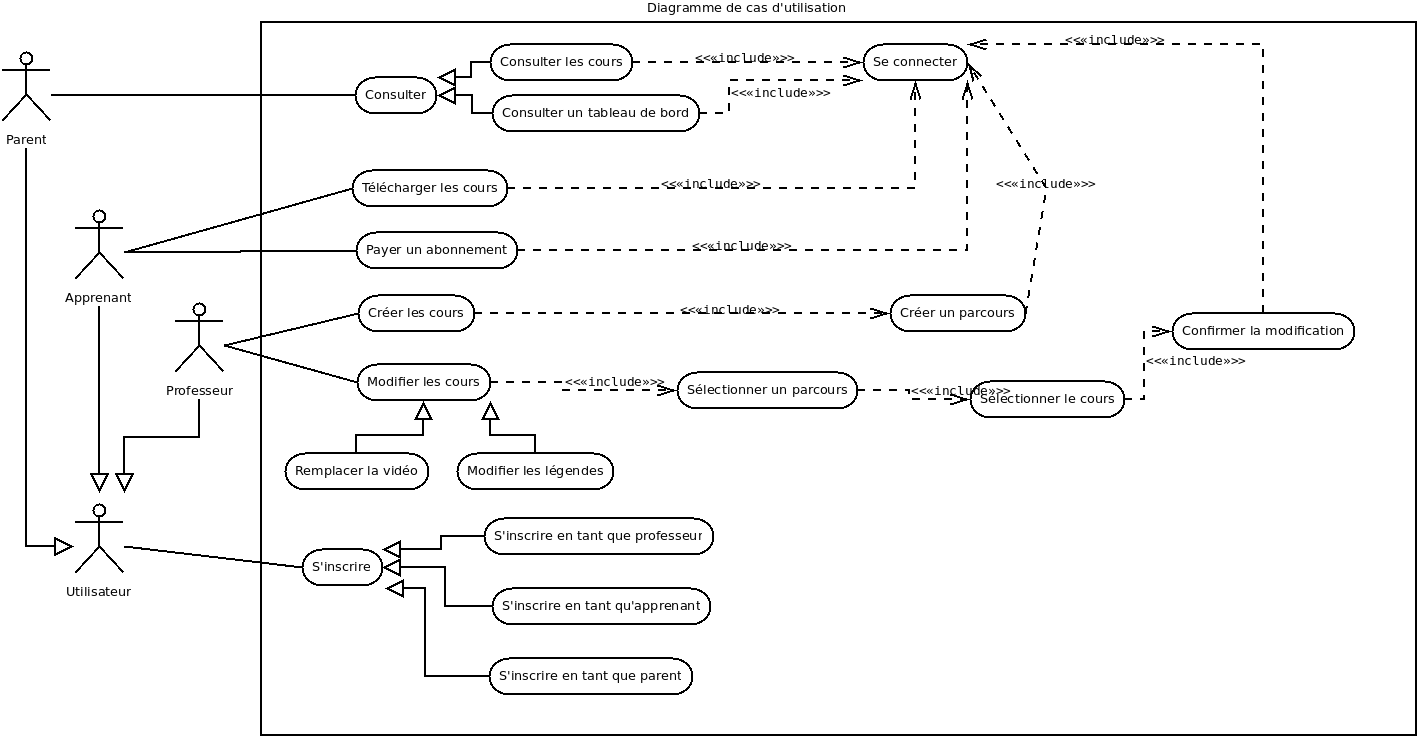 Diagramme de cas d'utilisation
Parent
Consulter
Consulter les cours
<<«include»>>
Se connecter
<<«include»>>
Consulter un tableau de bord
<<«include»>>
Apprenant
Télécharger les cours
<<«include»>>
<<«include»>>
Payer un abonnement
<<«include»>>
Professeur
Créer les cours
<<«include»>>
Créer un parcours
Confirmer la modification
<<«include»>>
Modifier les cours
<<«include»>>
Sélectionner un parcours
<<«include»>>
Sélectionner le cours
Remplacer la vidéo
Modifier les légendes
Utilisateur
S'inscrire
S'inscrire en tant que professeur
S'inscrire en tant qu'apprenant
S'inscrire en tant que parent